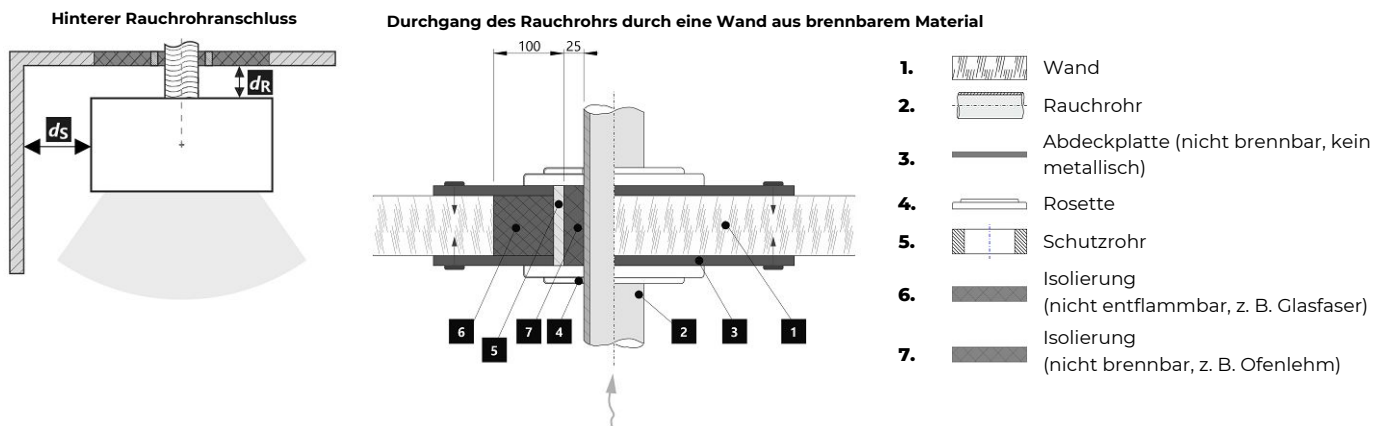 Hinterer Rauchrohranschluss
dR
dS
Durchgang des Rauchrohrs durch eine Wand aus brennbarem Material
100
25
6
5
7
4
2
3
1
1. Wand
2. Rauchrohr
3. Abdeckplatte (nicht brennbar, kein
metallisch)
4. Rosette
5. Schutzrohr
6. Isolierung
(nicht entflammbar, z. B. Glasfaser)
7. Isolierung
(nicht brennbar, z. B. Ofenlehm)